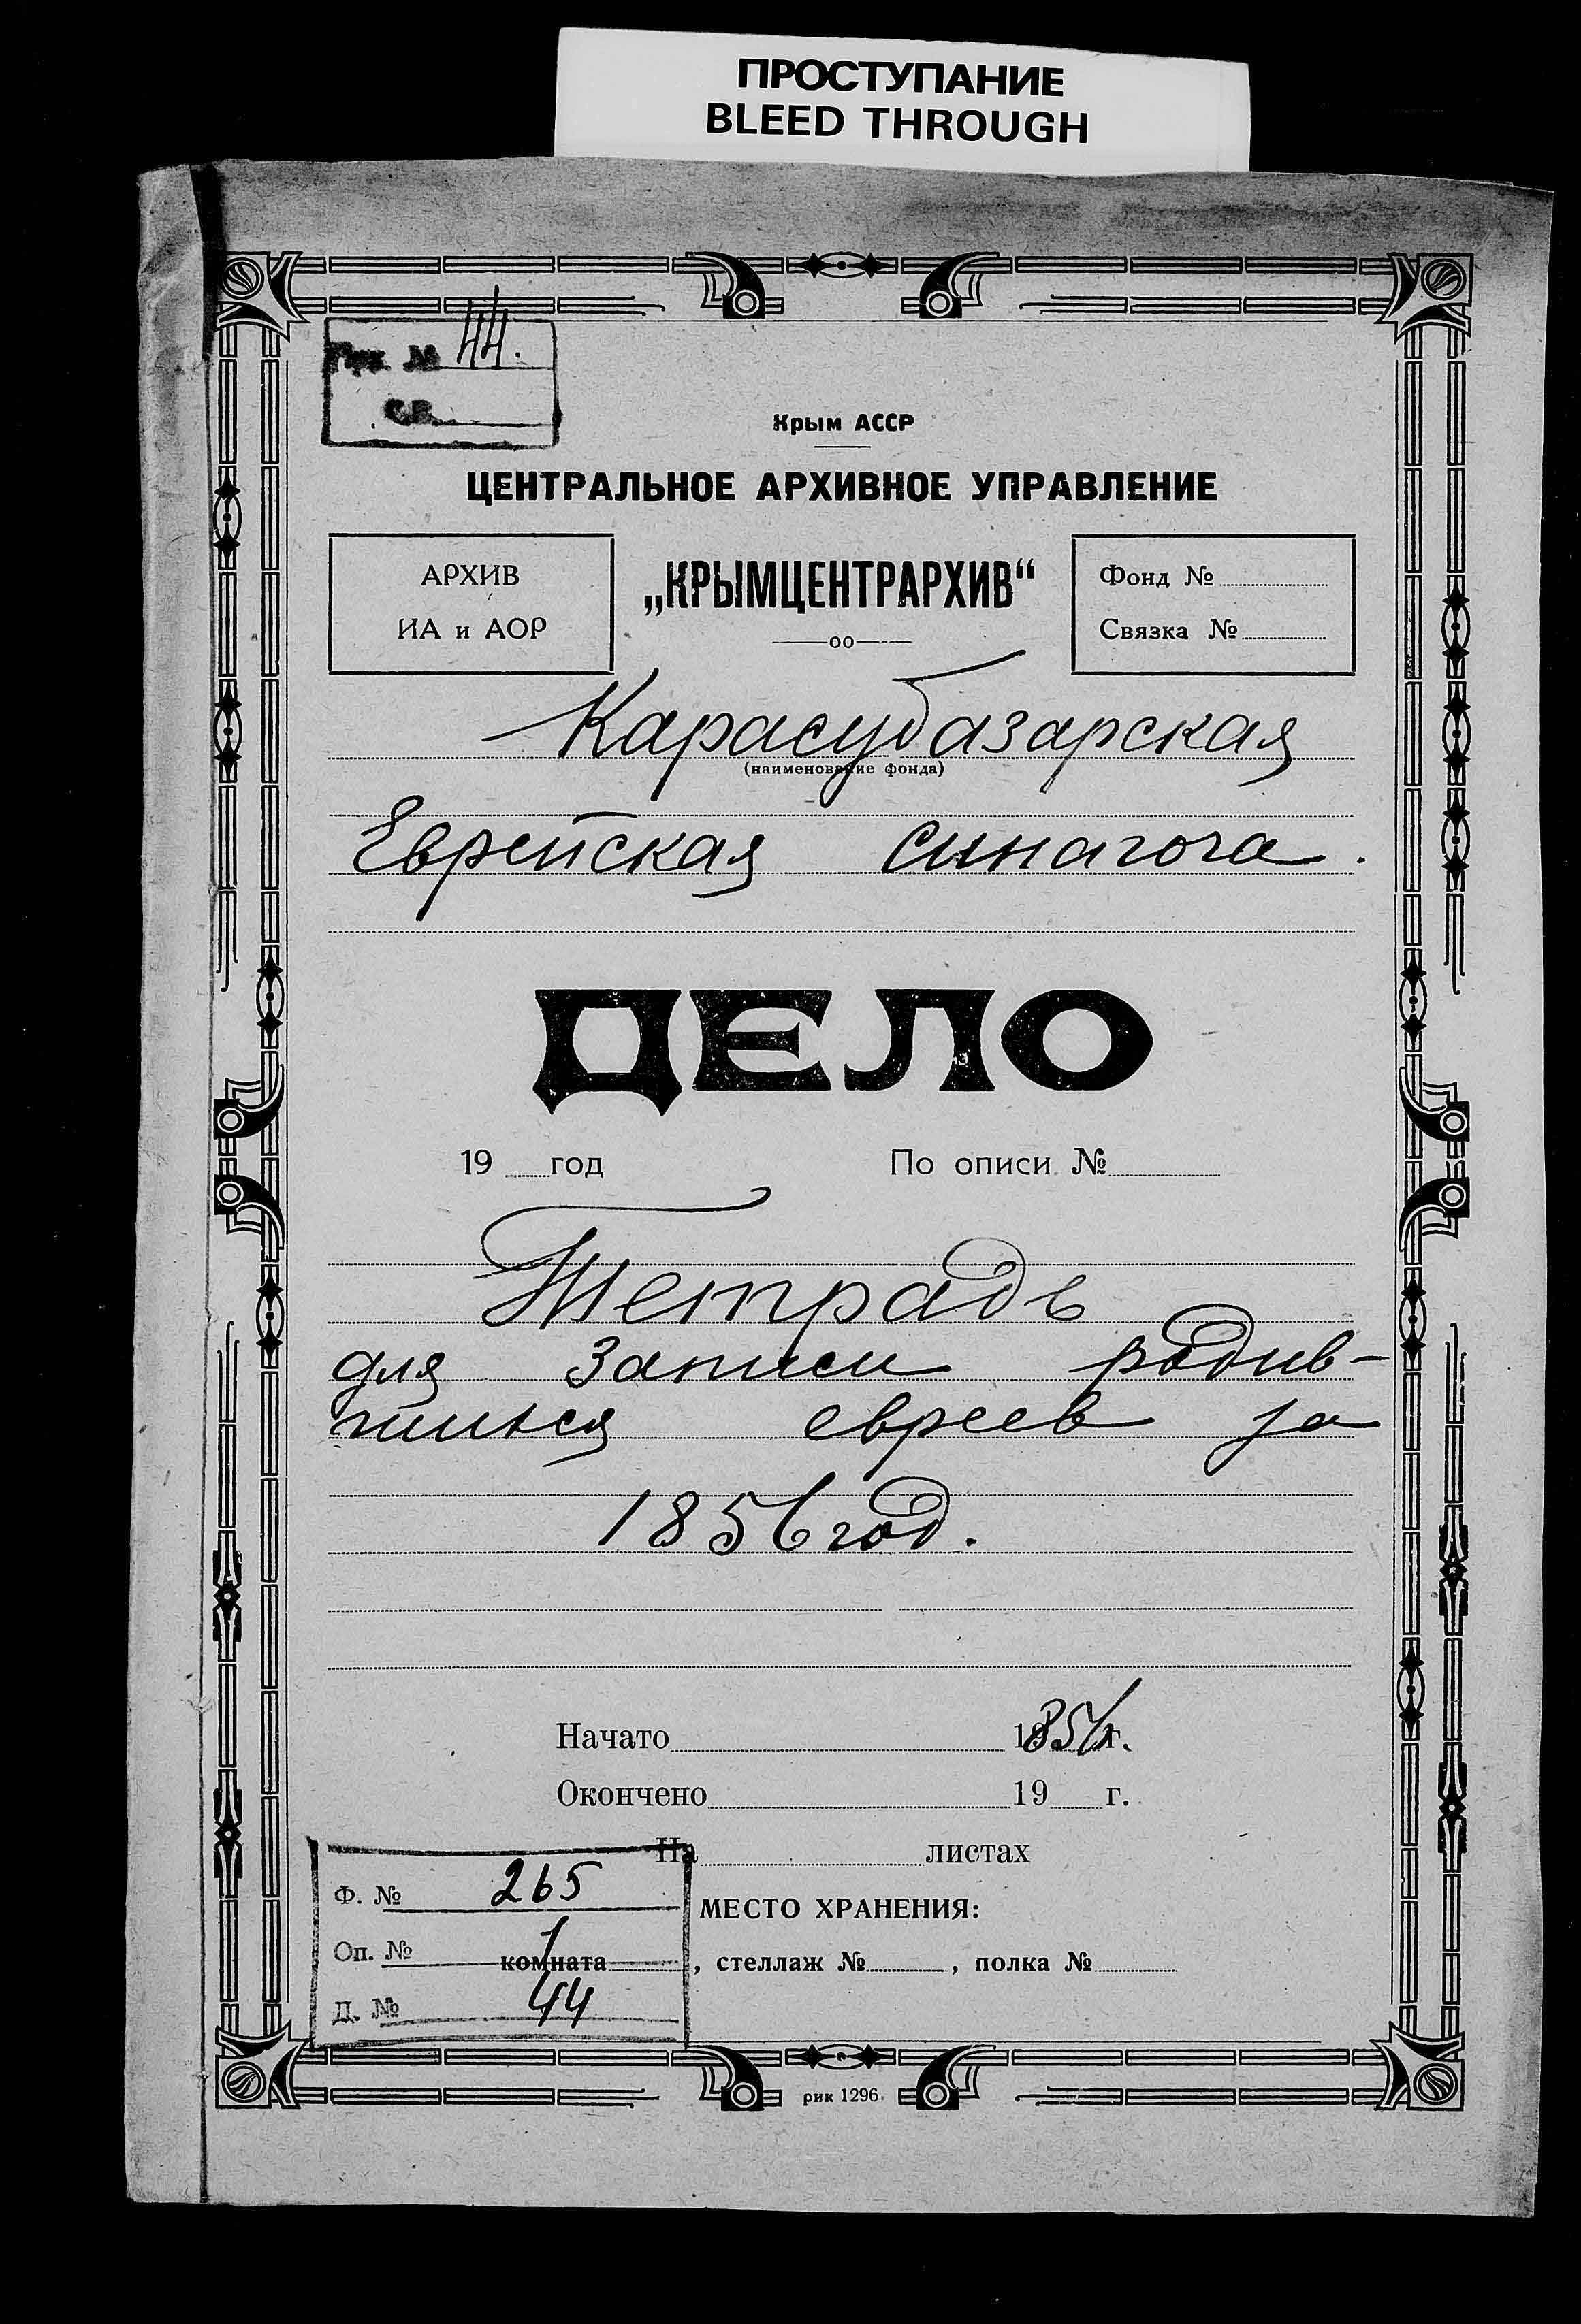 ПРОСТУПАНИЕ
BLEED THROUGH
44.
св.
Крым АССР
ЦЕНТРАЛЬНОЕ АРХИВНОЕ УПРАВЛЕНИЕ
АРХИВ
ИА и АОР
„КРЫМЦЕНТРАРХИВ“
Фонд №
Связка №
Карасубазарская
(наименование фонда)
Еврейская синагога.
ДЕЛО
19 год
По описи №
Тетрадь
для записи родив-
шихся евреев за
1856 год.
Начато 1856 г.
Окончено 19 г.
На листах
Ф. № 265
МЕСТО ХРАНЕНИЯ:
Оп. № 1
комната , стеллаж № , полка №
Д. № 44
рик 1296.